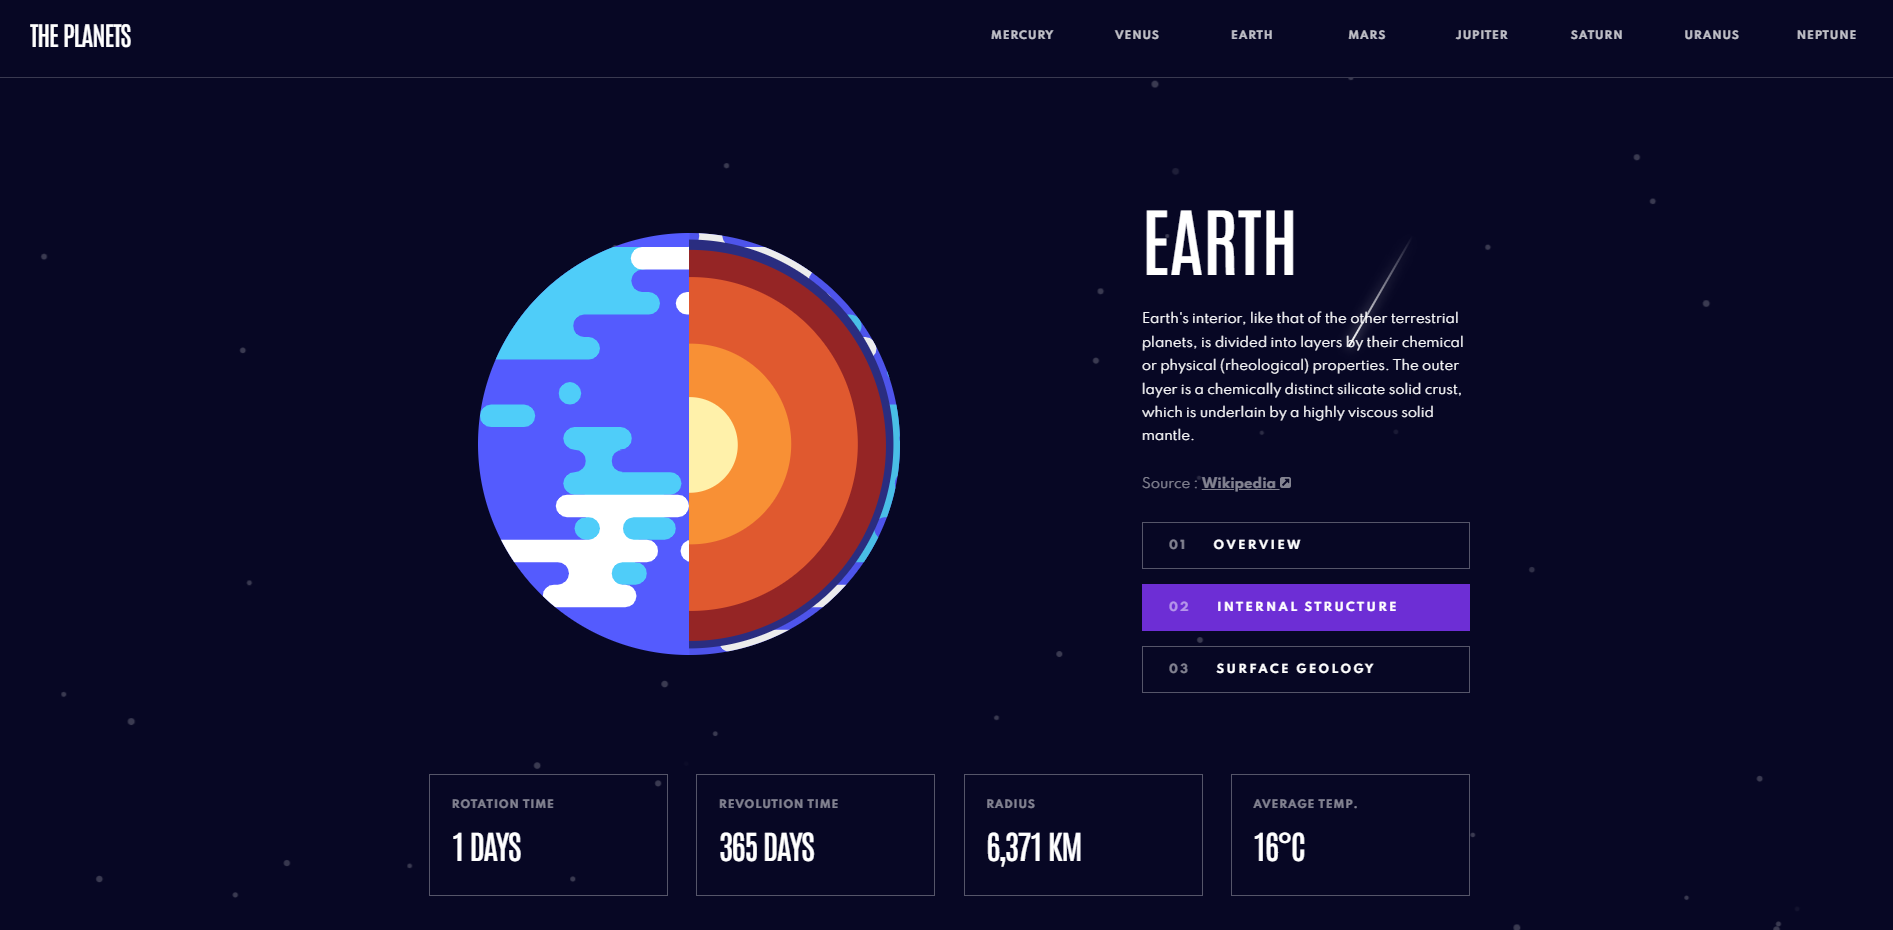 THE PLANETS
MERCURY VENUS EARTH MARS JUPITER SATURN URANUS NEPTUNE
EARTH
Earth's interior, like that of the other terrestrial
planets, is divided into layers by their chemical
or physical (rheological) properties. The outer
layer is a chemically distinct silicate solid crust,
which is underlain by a highly viscous solid
mantle.
Source : Wikipedia
01 OVERVIEW
02 INTERNAL STRUCTURE
03 SURFACE GEOLOGY
ROTATION TIME
1 DAYS
REVOLUTION TIME
365 DAYS
RADIUS
6,371 KM
AVERAGE TEMP.
16°C